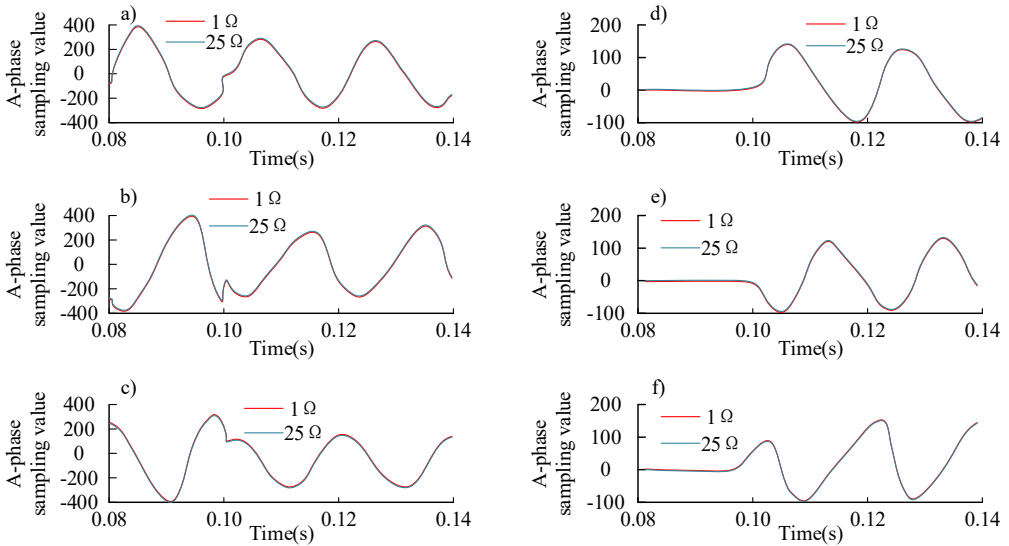 a)
A-phase
sampling value
400
200
0
-200
-400
1 Ω
25 Ω
0.08
0.10
0.12
0.14
Time(s)
d)
A-phase
sampling value
200
100
0
-100
1 Ω
25 Ω
0.08
0.10
0.12
0.14
Time(s)
b)
A-phase
sampling value
400
200
0
-200
-400
1 Ω
25 Ω
0.08
0.10
0.12
0.14
Time(s)
e)
A-phase
sampling value
200
100
0
-100
1 Ω
25 Ω
0.08
0.10
0.12
0.14
Time(s)
c)
A-phase
sampling value
400
200
0
-200
-400
1 Ω
25 Ω
0.08
0.10
0.12
0.14
Time(s)
f)
A-phase
sampling value
200
100
0
-100
1 Ω
25 Ω
0.08
0.10
0.12
0.14
Time(s)